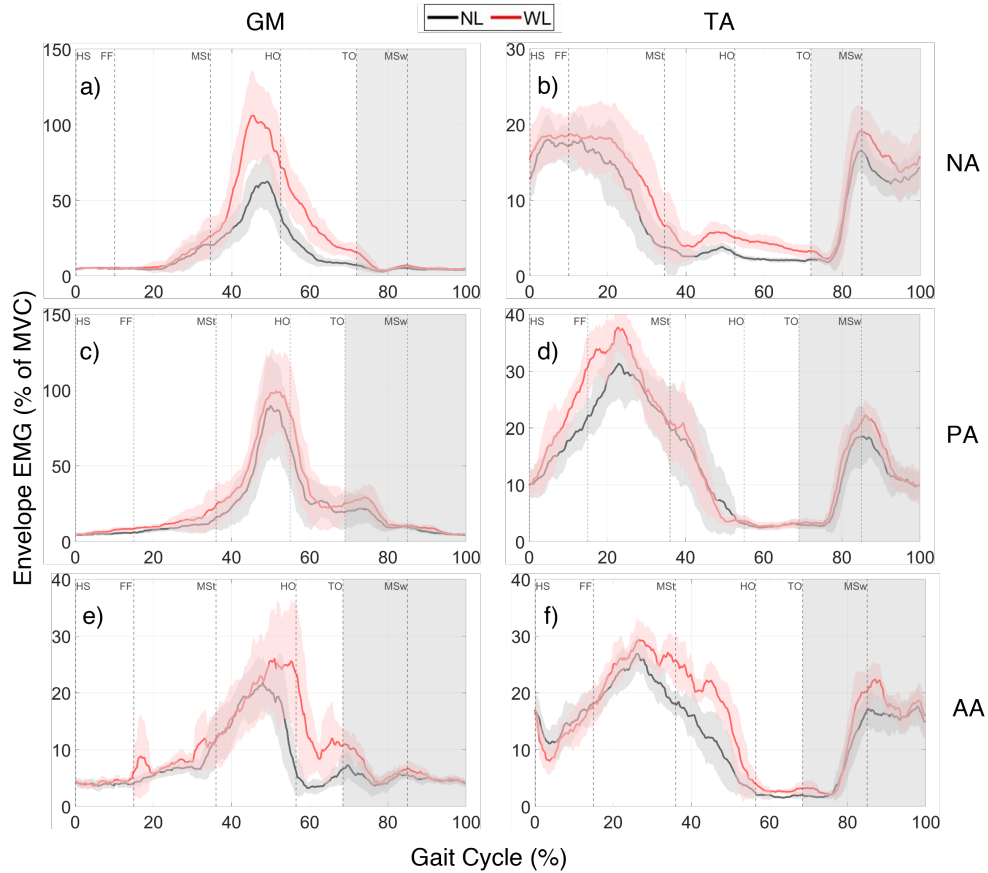 GM
NL WL
TA
150
100
50
0
HS FF MSt HO TO MSw
a)
0 20 40 60 80 100
30
20
10
0
HS FF MSt HO TO MSw
b)
0 20 40 60 80 100
NA
150
100
50
0
HS FF MSt HO TO MSw
c)
0 20 40 60 80 100
40
30
20
10
0
HS FF MSt HO TO MSw
d)
0 20 40 60 80 100
PA
Envelope EMG (% of MVC)
40
30
20
10
0
HS FF MSt HO TO MSw
e)
0 20 40 60 80 100
40
30
20
10
0
HS FF MSt HO TO MSw
f)
0 20 40 60 80 100
AA
Gait Cycle (%)